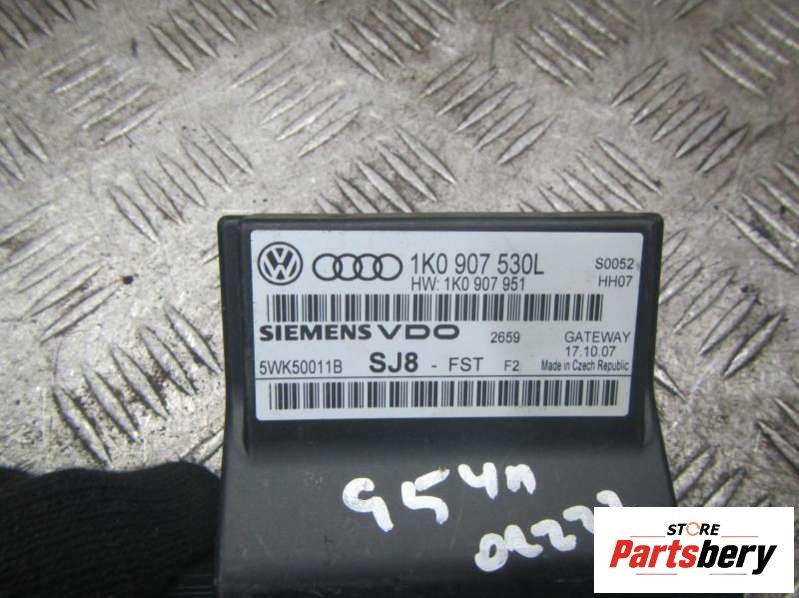 1K0 907 530L S0052
HW: 1K0 907 951 HH07
SIEMENS VDO 2659 GATEWAY
17.10.07
5WK50011B SJ8 - FST F2 Made in Czech Republic
STORE
Partsbery